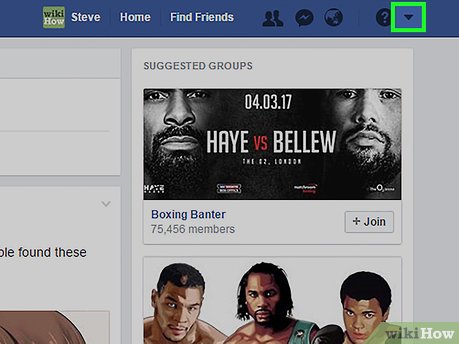 wiki
How
Steve
Home
Find Friends
?
SUGGESTED GROUPS
04.03.17
HAYE VS BELLEW
THE O2, LONDON
Boxing Banter
75,456 members
+ Join
ple found these
wikiHow